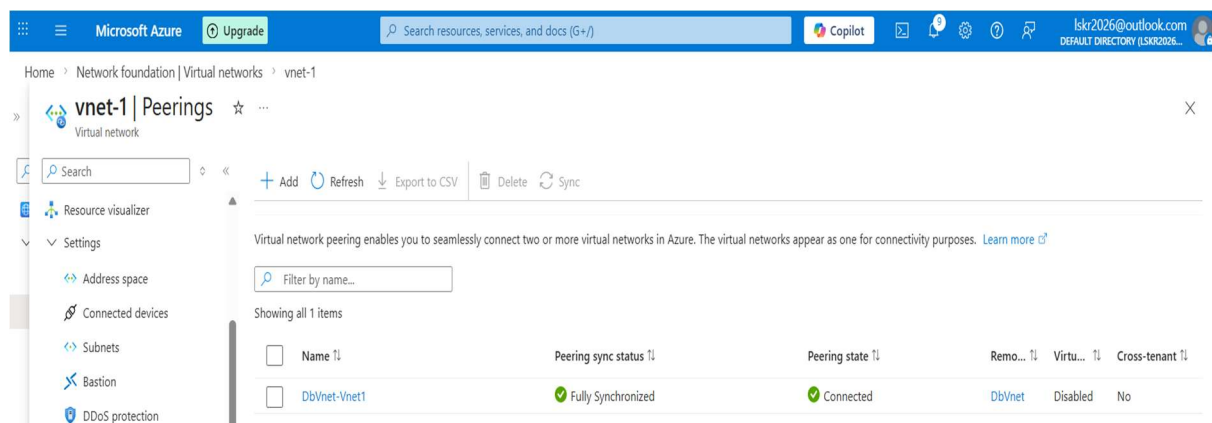 Microsoft Azure Upgrade Search resources, services, and docs (G+/) Copilot 9 lskr2026@outlook.com
DEFAULT DIRECTORY (LSKR2026...
Home > Network foundation | Virtual networks > vnet-1
vnet-1 | Peerings
Virtual network
Search
+ Add Refresh Export to CSV Delete Sync
Resource visualizer
Settings
Virtual network peering enables you to seamlessly connect two or more virtual networks in Azure. The virtual networks appear as one for connectivity purposes. Learn more
Address space
Filter by name...
Connected devices
Showing all 1 items
Subnets
Name Peering sync status Peering state Remo... Virtu... Cross-tenant
Bastion
DbVnet-Vnet1 Fully Synchronized Connected DbVnet Disabled No
DDoS protection